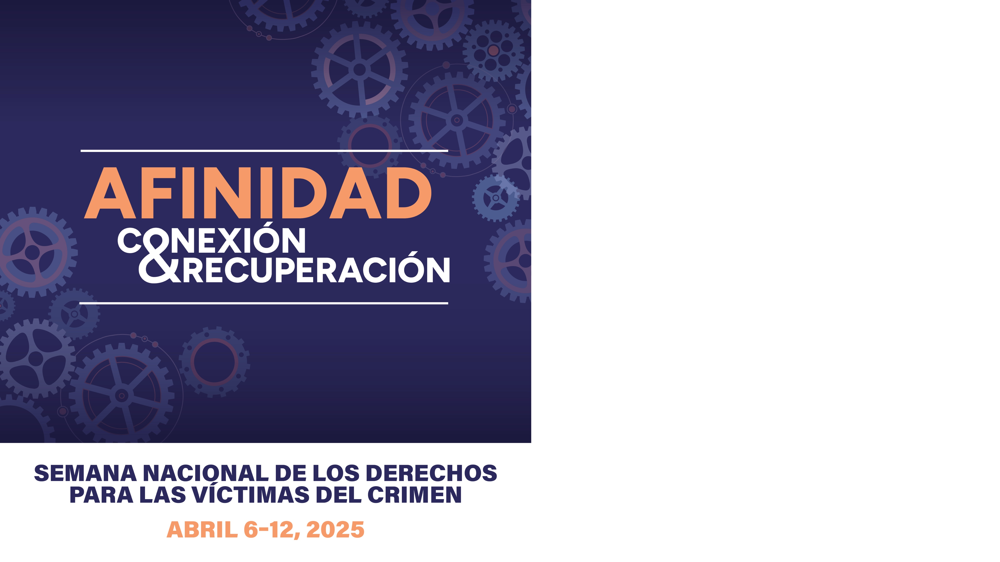 AFINIDAD
CONEXIÓN
&RECUPERACIÓN
SEMANA NACIONAL DE LOS DERECHOS
PARA LAS VÍCTIMAS DEL CRIMEN
ABRIL 6-12, 2025